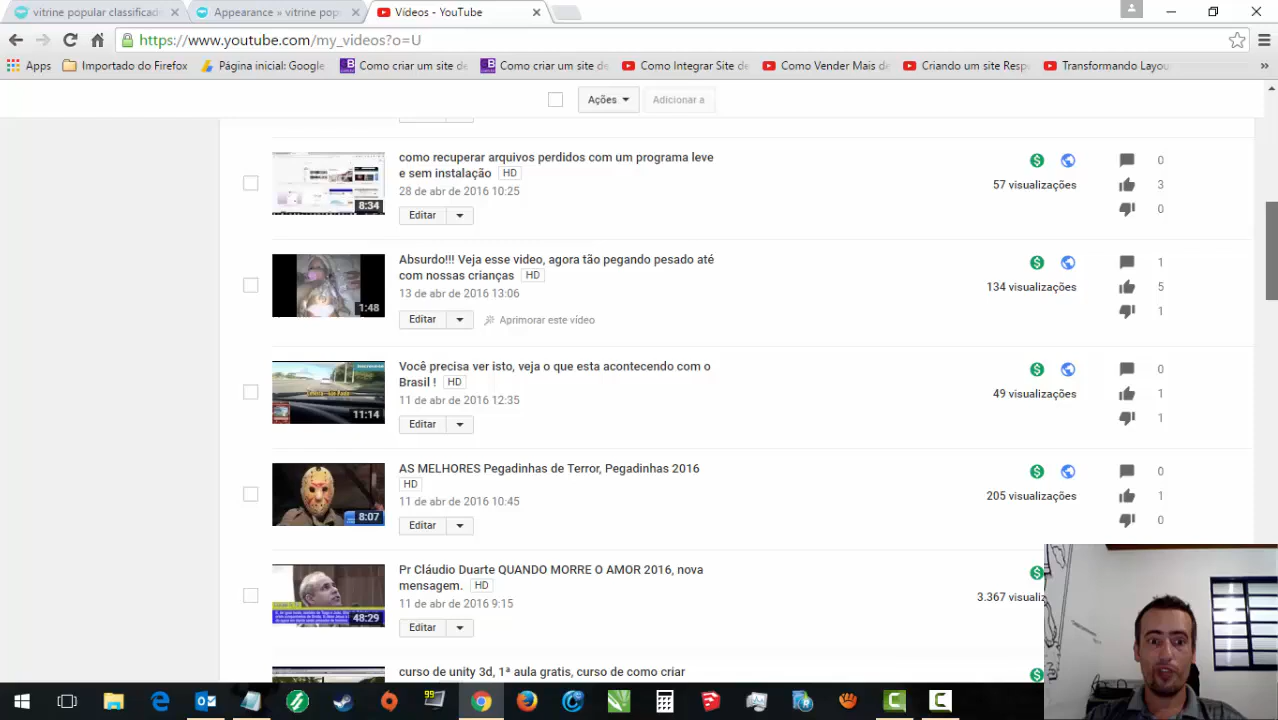 vitrine popular classificad
Appearance » vitrine pop
Vídeos - YouTube
https://www.youtube.com/my_videos?o=U
Apps
Importado do Firefox
Página inicial: Google
Como criar um site de
Como criar um site de
Como Integrar Site de
Como Vender Mais de
Criando um site Resp
Transformando Layou
»
Ações
Adicionar a
como recuperar arquivos perdidos com um programa leve
e sem instalação HD
28 de abr de 2016 10:25
Editar
8:34
57 visualizações
0
3
0
Absurdo!!! Veja esse video, agora tão pegando pesado até
com nossas crianças HD
13 de abr de 2016 13:06
Editar
Aprimorar este vídeo
1:48
134 visualizações
1
5
1
Você precisa ver isto, veja o que esta acontecendo com o
Brasil ! HD
11 de abr de 2016 12:35
Editar
11:14
49 visualizações
0
1
1
AS MELHORES Pegadinhas de Terror, Pegadinhas 2016
HD
11 de abr de 2016 10:45
Editar
8:07
205 visualizações
0
1
0
Pr Cláudio Duarte QUANDO MORRE O AMOR 2016, nova
mensagem. HD
11 de abr de 2016 9:15
Editar
48:29
3.367 visualiz
curso de unity 3d, 1ª aula gratis, curso de como criar
99